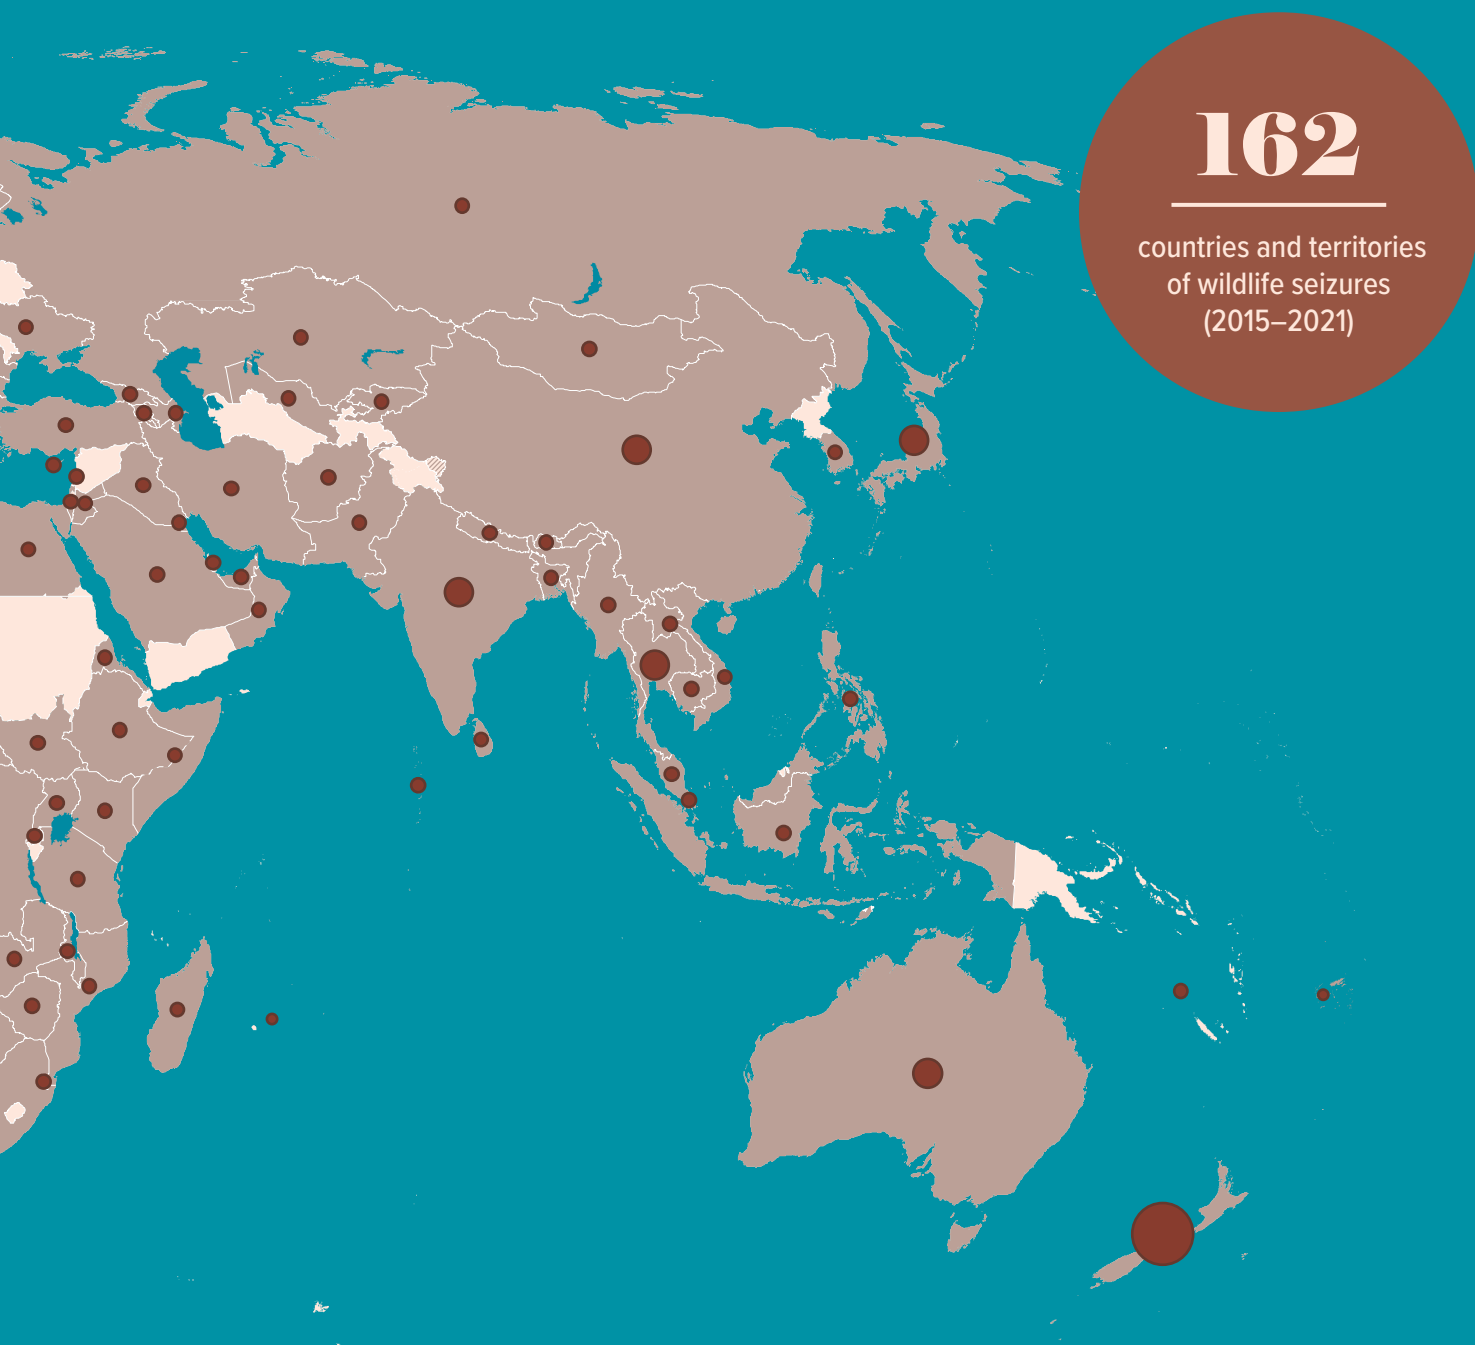 162
countries and territories
of wildlife seizures
(2015–2021)